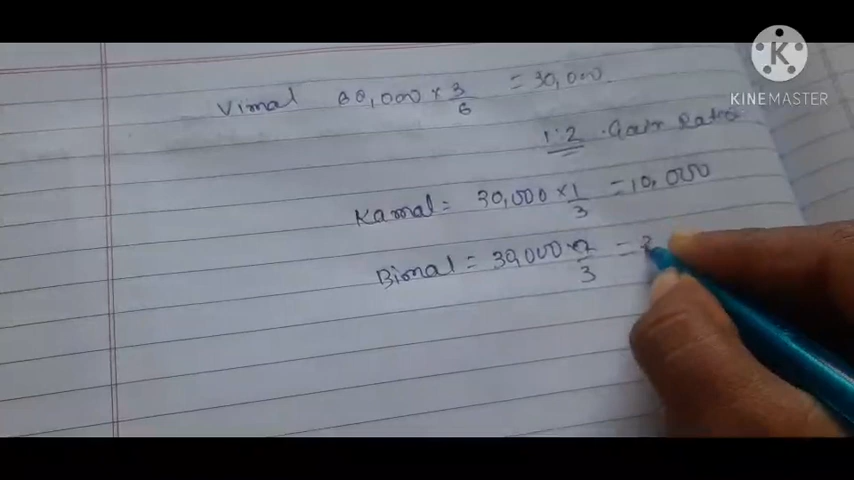 K
KINEMASTER
Vimal 60,000 × 3/6 = 30,000
1:2 Gain Ratio
Kamal = 30,000 × 1/3 = 10,000
Bimal = 30,000 × 2/3 = 2